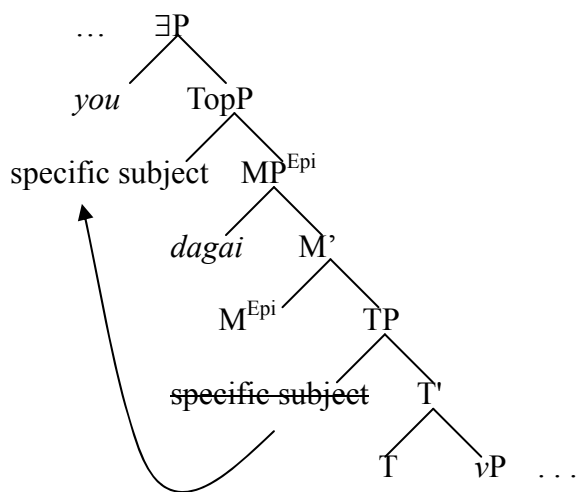 … ∃P
you TopP
specific subject MP^Epi
dagai M’
M^Epi TP
specific subject T'
T vP . . .